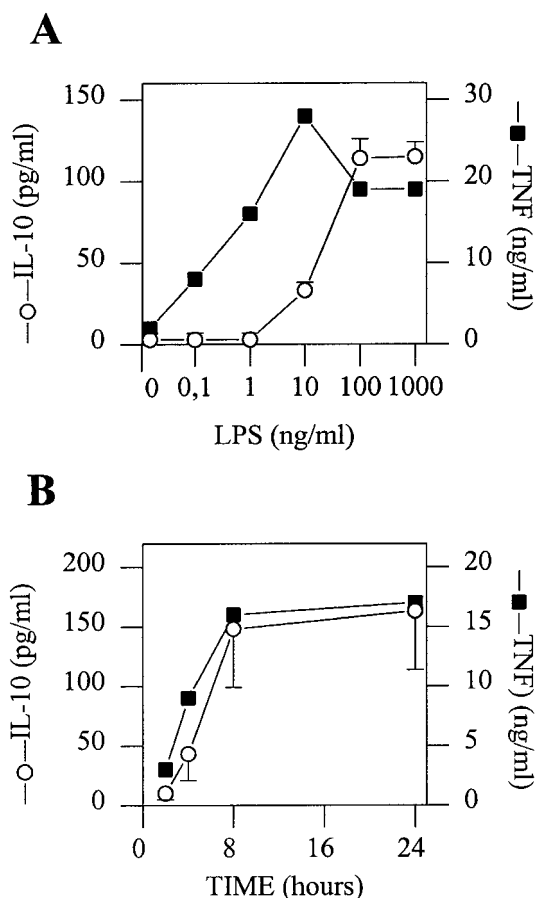 A
—○—IL-10 (pg/ml)
150
100
50
0
30
20
10
0
—■—TNF (ng/ml)
0 0,1 1 10 100 1000
LPS (ng/ml)
B
—○—IL-10 (pg/ml)
200
150
100
50
0
20
15
10
5
0
—■—TNF) (ng/ml)
0 8 16 24
TIME (hours)